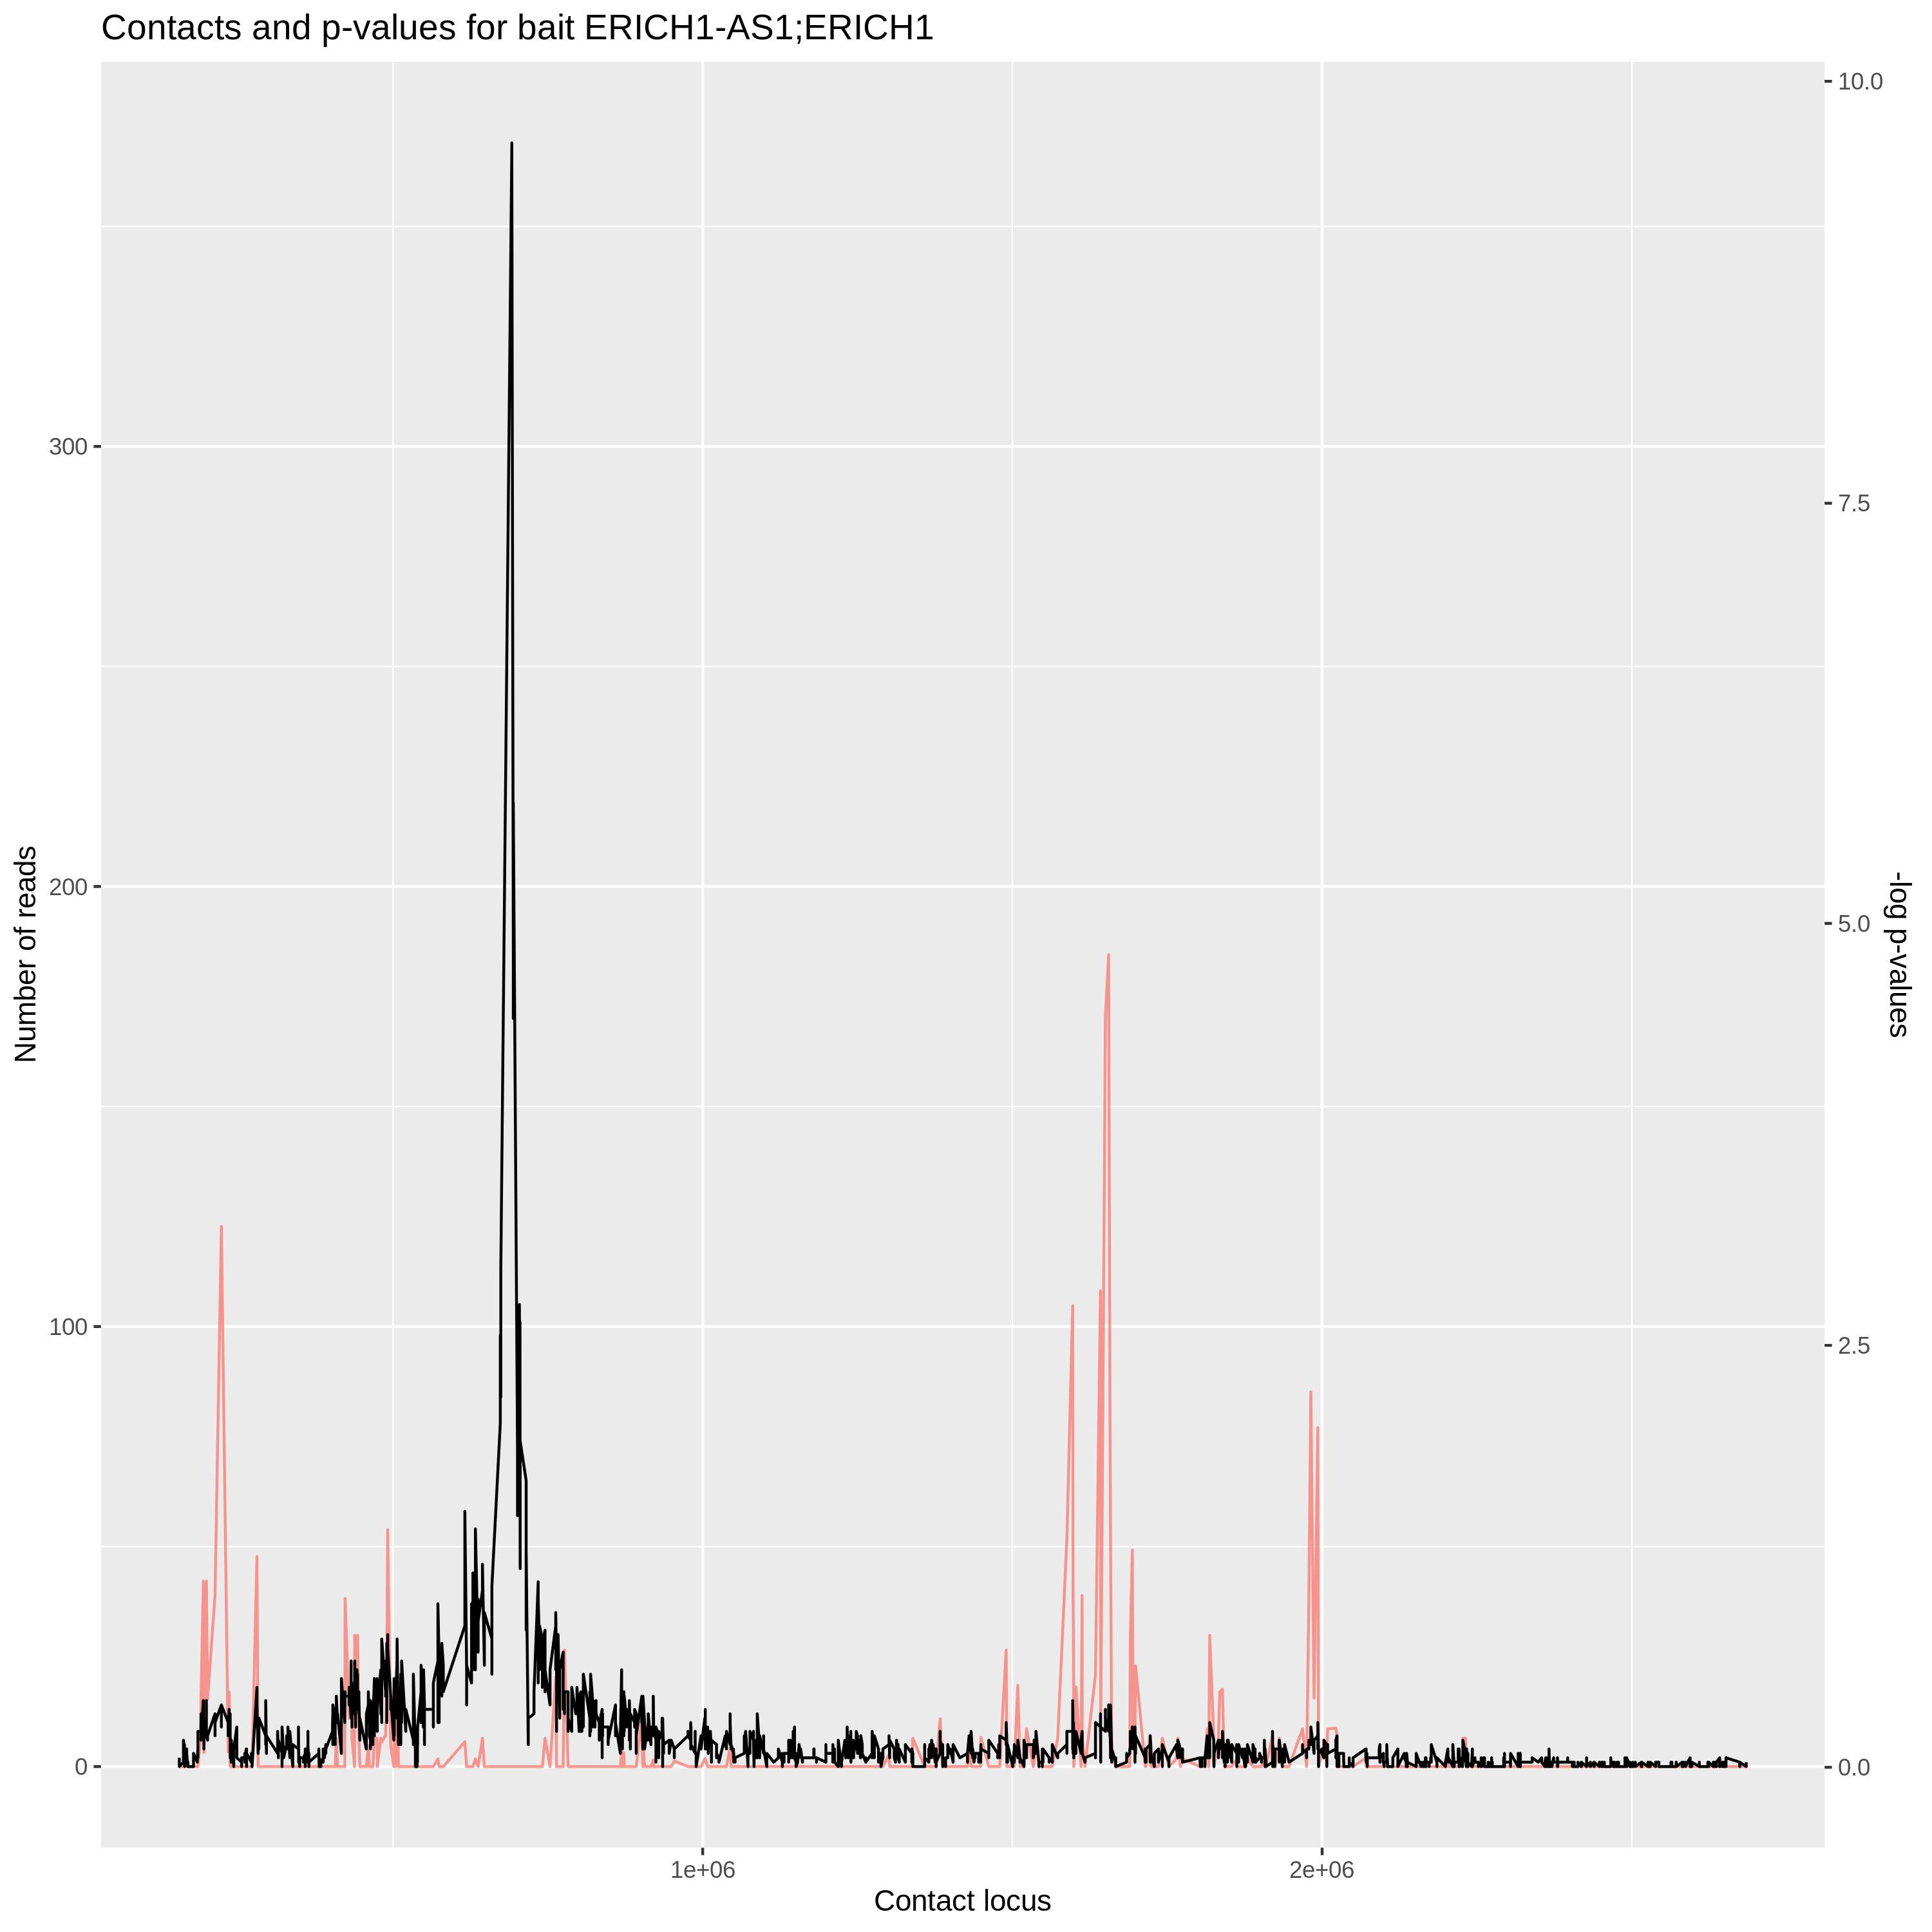 Contacts and p-values for bait ERICH1-AS1;ERICH1
10.0
300
7.5
Number of reads
200
5.0
-log p-values
100
2.5
0
0.0
1e+06
2e+06
Contact locus